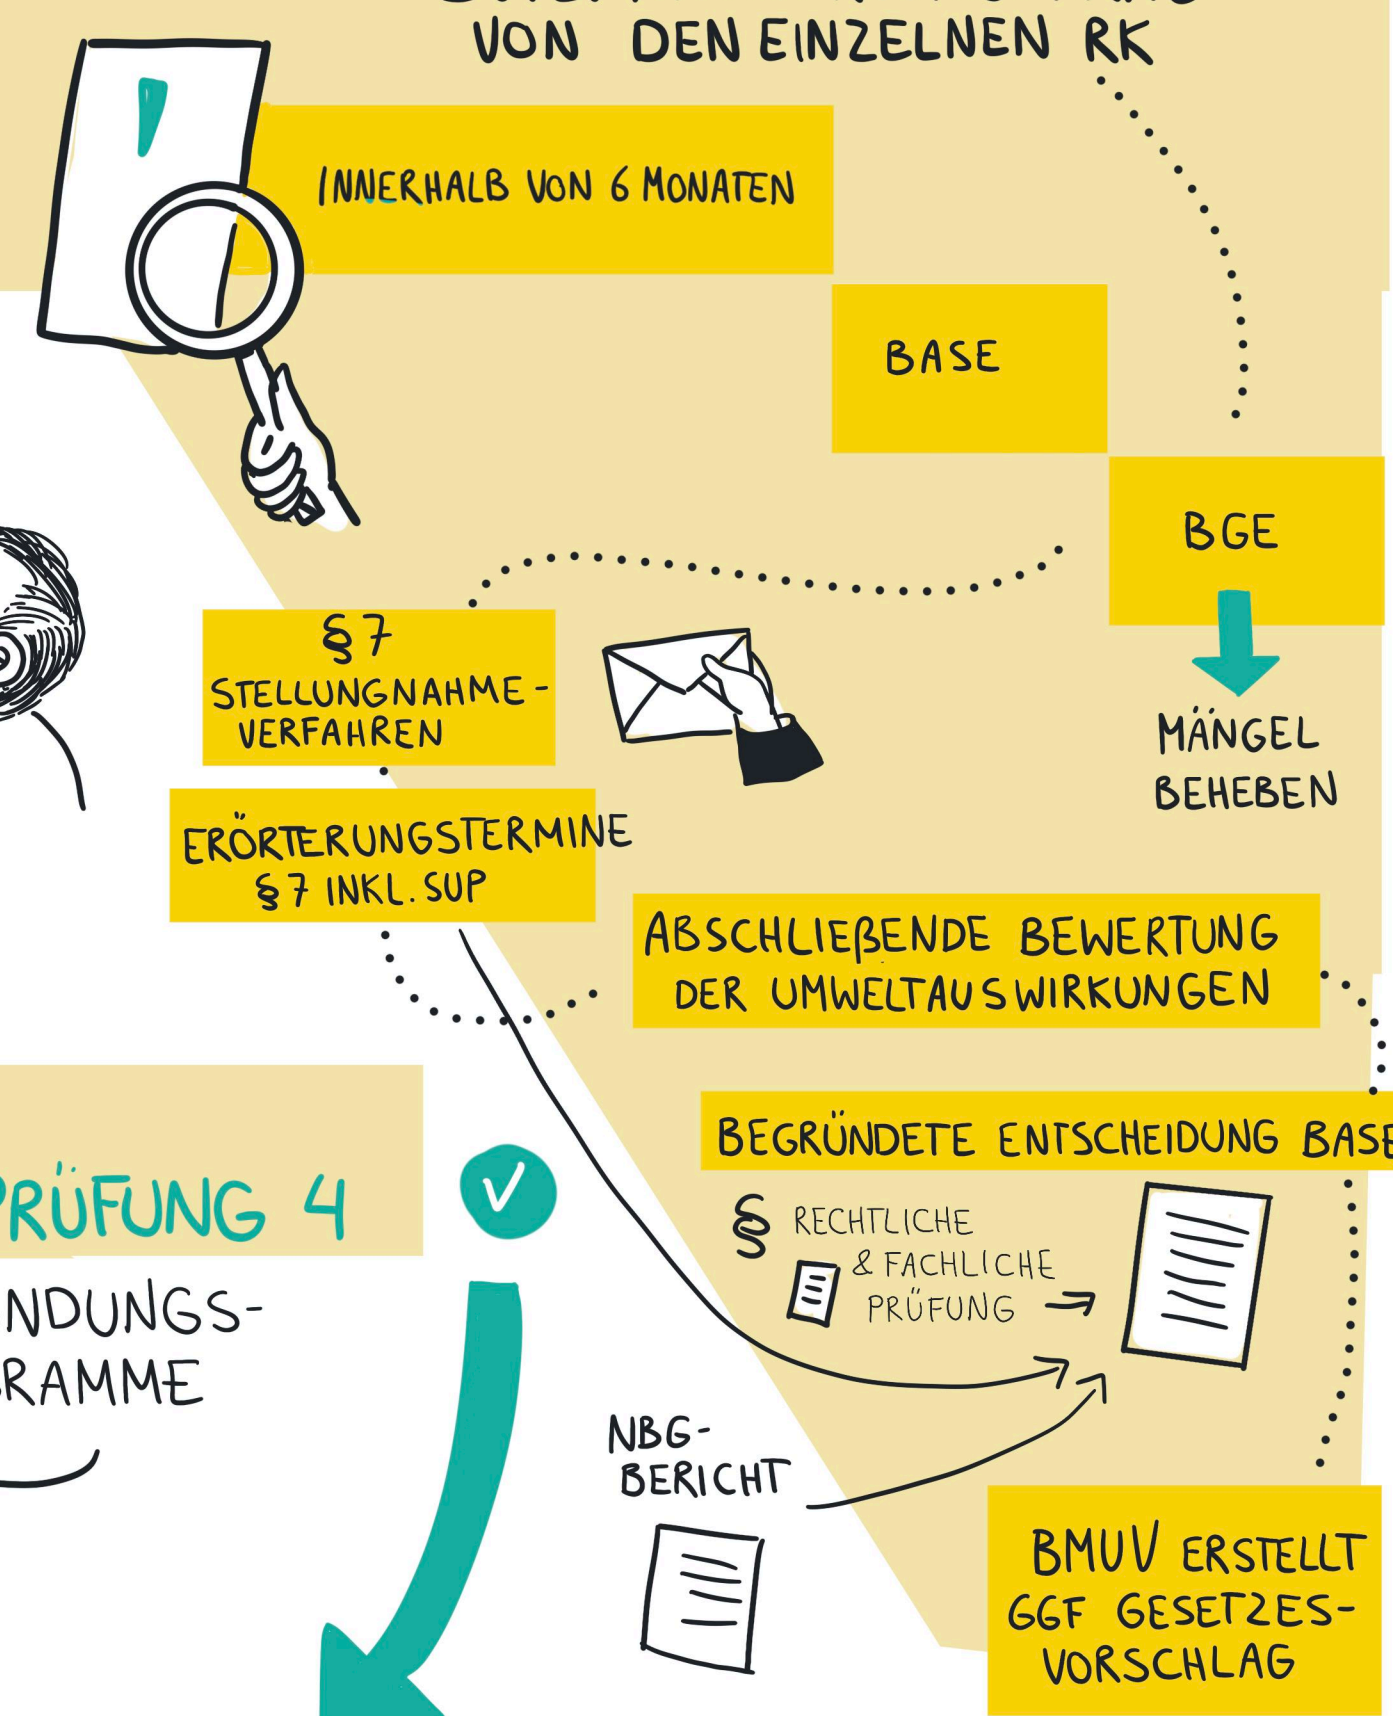 VON DEN EINZELNEN RK
INNERHALB VON 6 MONATEN
BASE
BGE
MÄNGEL
BEHEBEN
§7
STELLUNGNAHME-
VERFAHREN
ERÖRTERUNGSTERMINE
§7 INKL. SUP
ABSCHLIEßENDE BEWERTUNG
DER UMWELTAUSWIRKUNGEN
BEGRÜNDETE ENTSCHEIDUNG BASE
§ RECHTLICHE
& FACHLICHE
PRÜFUNG
PRÜFUNG 4
NDUNGS-
RAMME
NBG-
BERICHT
BMUV ERSTELLT
GGF GESETZES-
VORSCHLAG